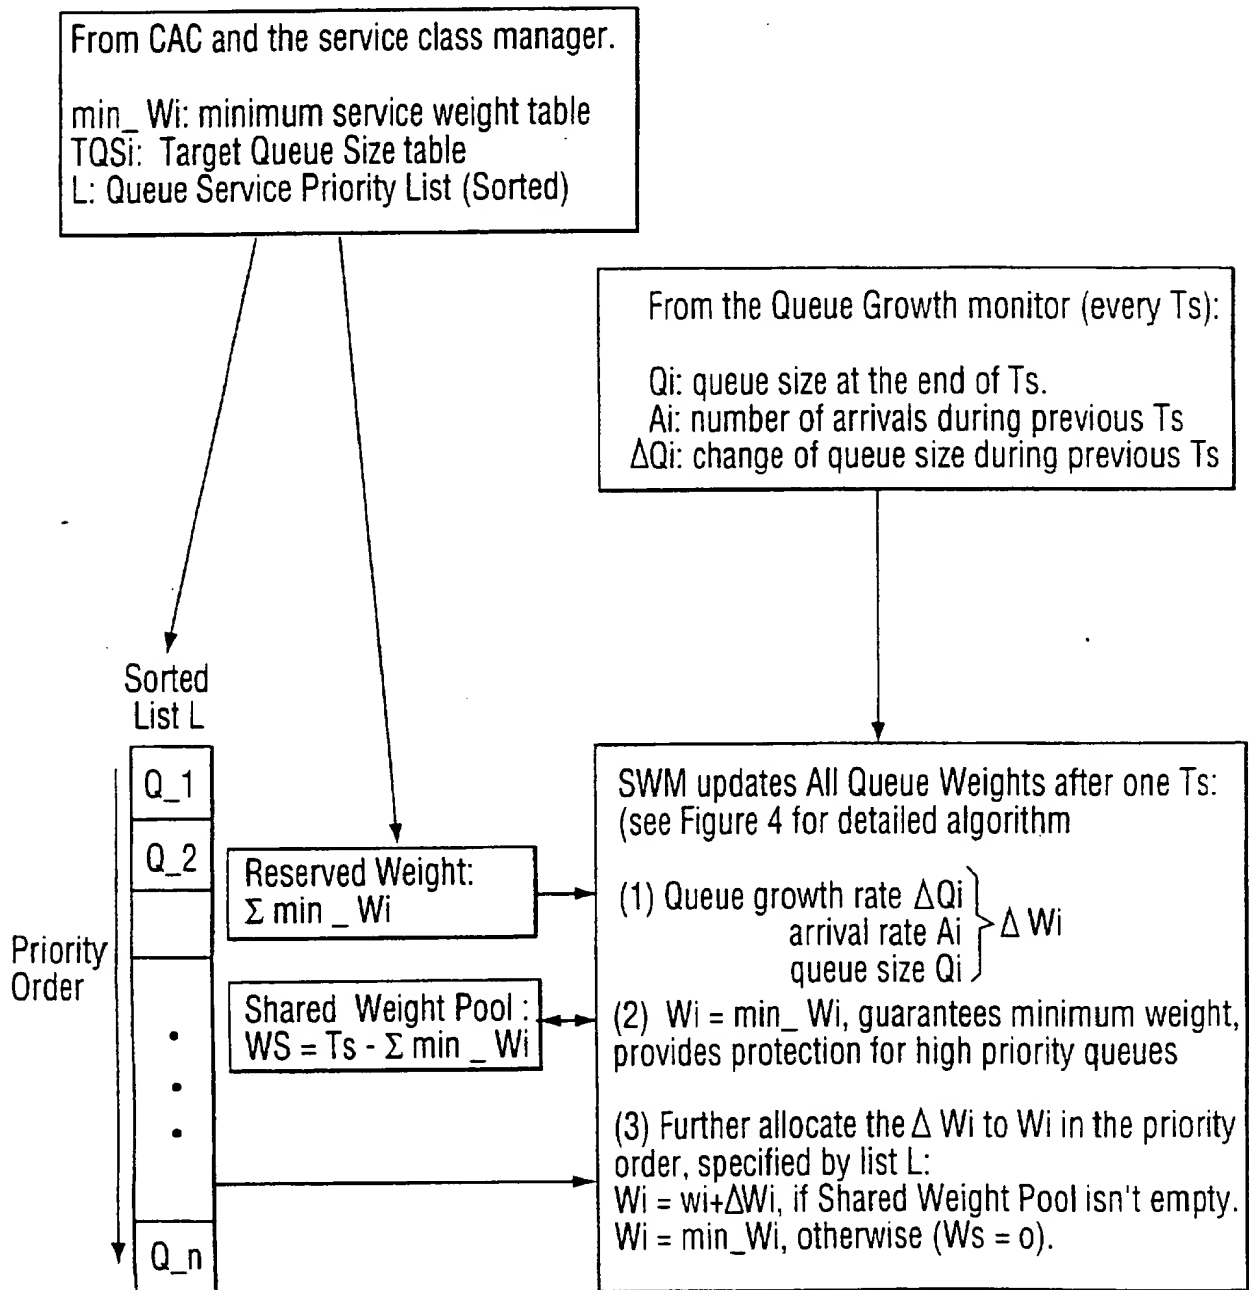 From CAC and the service class manager.
min_ Wi: minimum service weight table
TQSi: Target Queue Size table
L: Queue Service Priority List (Sorted)
From the Queue Growth monitor (every Ts):
Qi: queue size at the end of Ts.
Ai: number of arrivals during previous Ts
ΔQi: change of queue size during previous Ts
Sorted
List L
Q_1
Q_2
Q_n
Priority
Order
Reserved Weight:
Σ min _ Wi
Shared Weight Pool :
WS = Ts - Σ min _ Wi
SWM updates All Queue Weights after one Ts:
(see Figure 4 for detailed algorithm
(1) Queue growth rate ΔQi
arrival rate Ai
queue size Qi
Δ Wi
(2) Wi = min_ Wi, guarantees minimum weight,
provides protection for high priority queues
(3) Further allocate the Δ Wi to Wi in the priority
order, specified by list L:
Wi = wi+ΔWi, if Shared Weight Pool isn't empty.
Wi = min_Wi, otherwise (Ws = o).